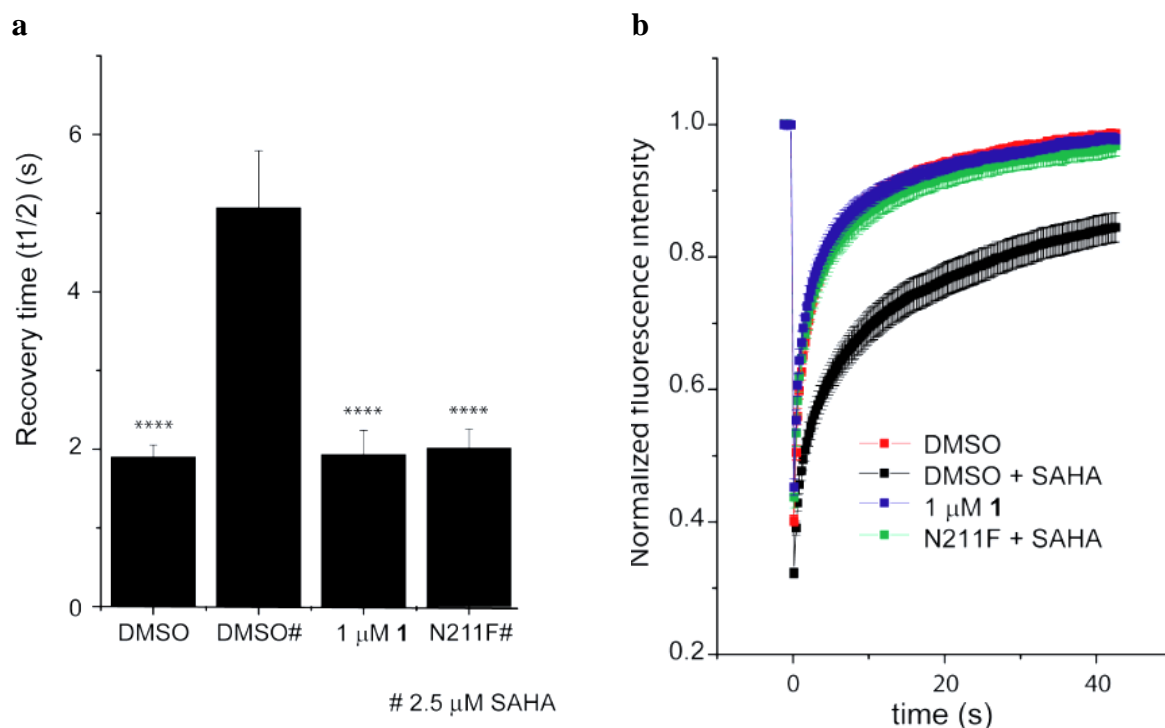 a
Recovery time (t1/2) (s)
6
4
2
0
****
****
****
DMSO DMSO# 1 μM 1 N211F#
# 2.5 μM SAHA
b
Normalized fluorescence intensity
1.0
0.8
0.6
0.4
0.2
DMSO
DMSO + SAHA
1 μM 1
N211F + SAHA
0 20 40
time (s)